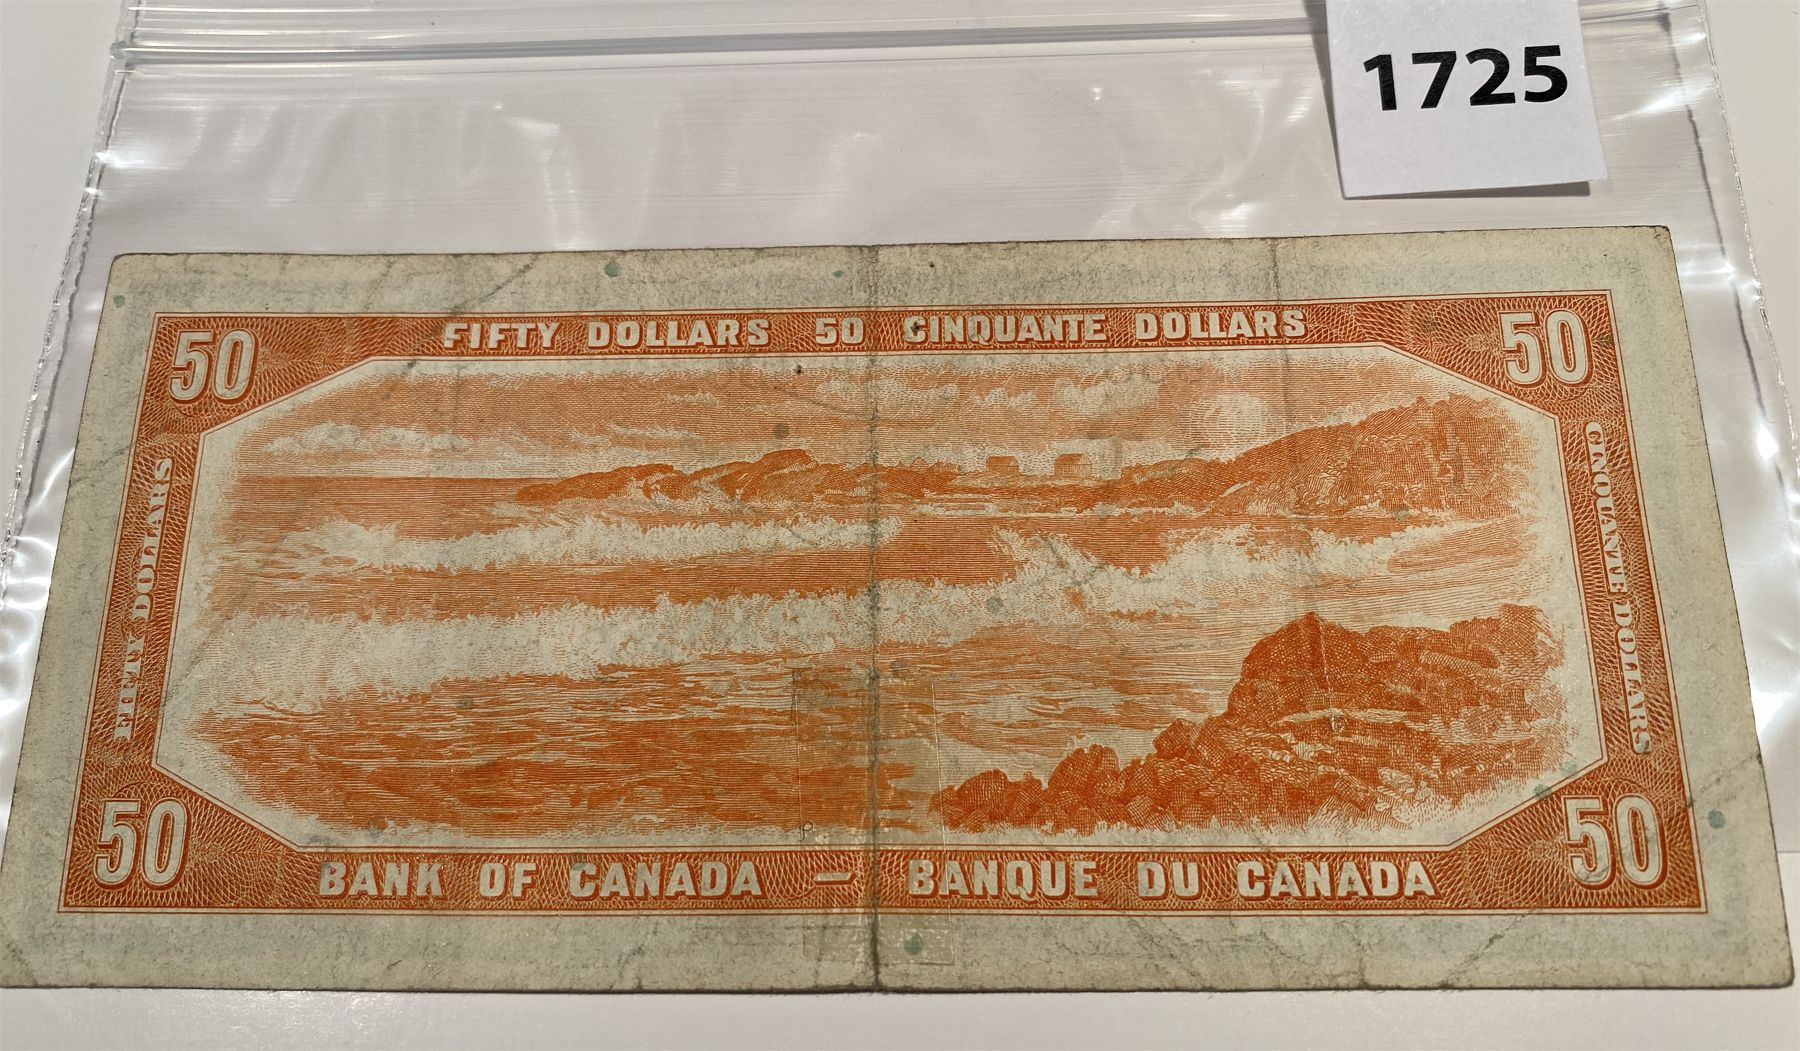 1725
50 FIFTY DOLLARS 50 CINQUANTE DOLLARS 50
FIFTY DOLLARS
CINQUANTE DOLLARS
50 BANK OF CANADA — BANQUE DU CANADA 50